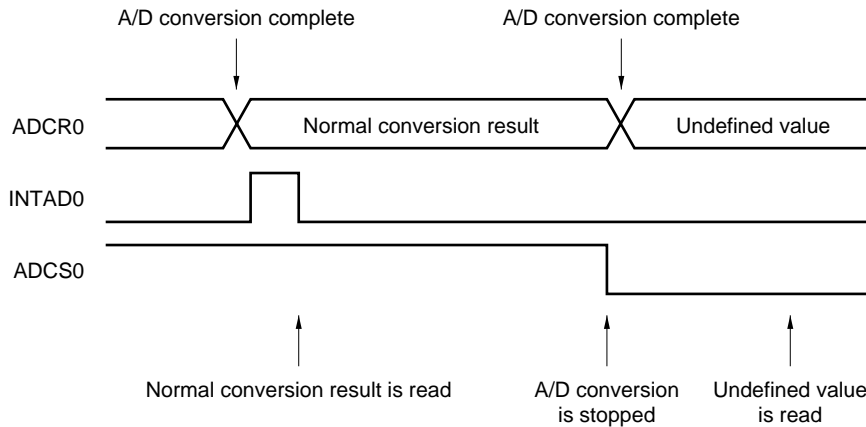 A/D conversion complete
A/D conversion complete
ADCR0
Normal conversion result
Undefined value
INTAD0
ADCS0
Normal conversion result is read
A/D conversion
is stopped
Undefined value
is read